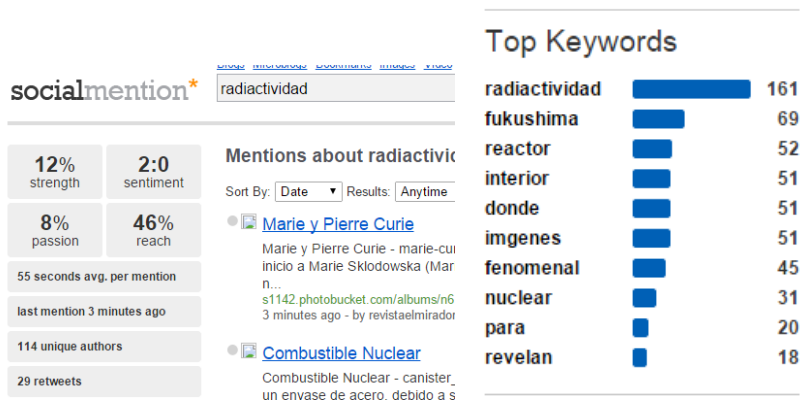 Blogs Microblogs Bookmarks Images Video
socialmention*
radiactividad
12%
strength
2:0
sentiment
8%
passion
46%
reach
55 seconds avg. per mention
last mention 3 minutes ago
114 unique authors
29 retweets
Mentions about
Sort By: Date Results: Anytime
Marie y Pierre Curie
Marie y Pierre Curie - marie-cur
inicio a Marie Sklodowska (Mar
n...
s1142.photobucket.com/albums/n6
3 minutes ago - by revistaelmirador
Combustible Nuclear
Combustible Nuclear - canister_
un envase de acero, debido a s
Top Keywords
radiactividad 161
fukushima 69
reactor 52
interior 51
donde 51
imgenes 51
fenomenal 45
nuclear 31
para 20
revelan 18